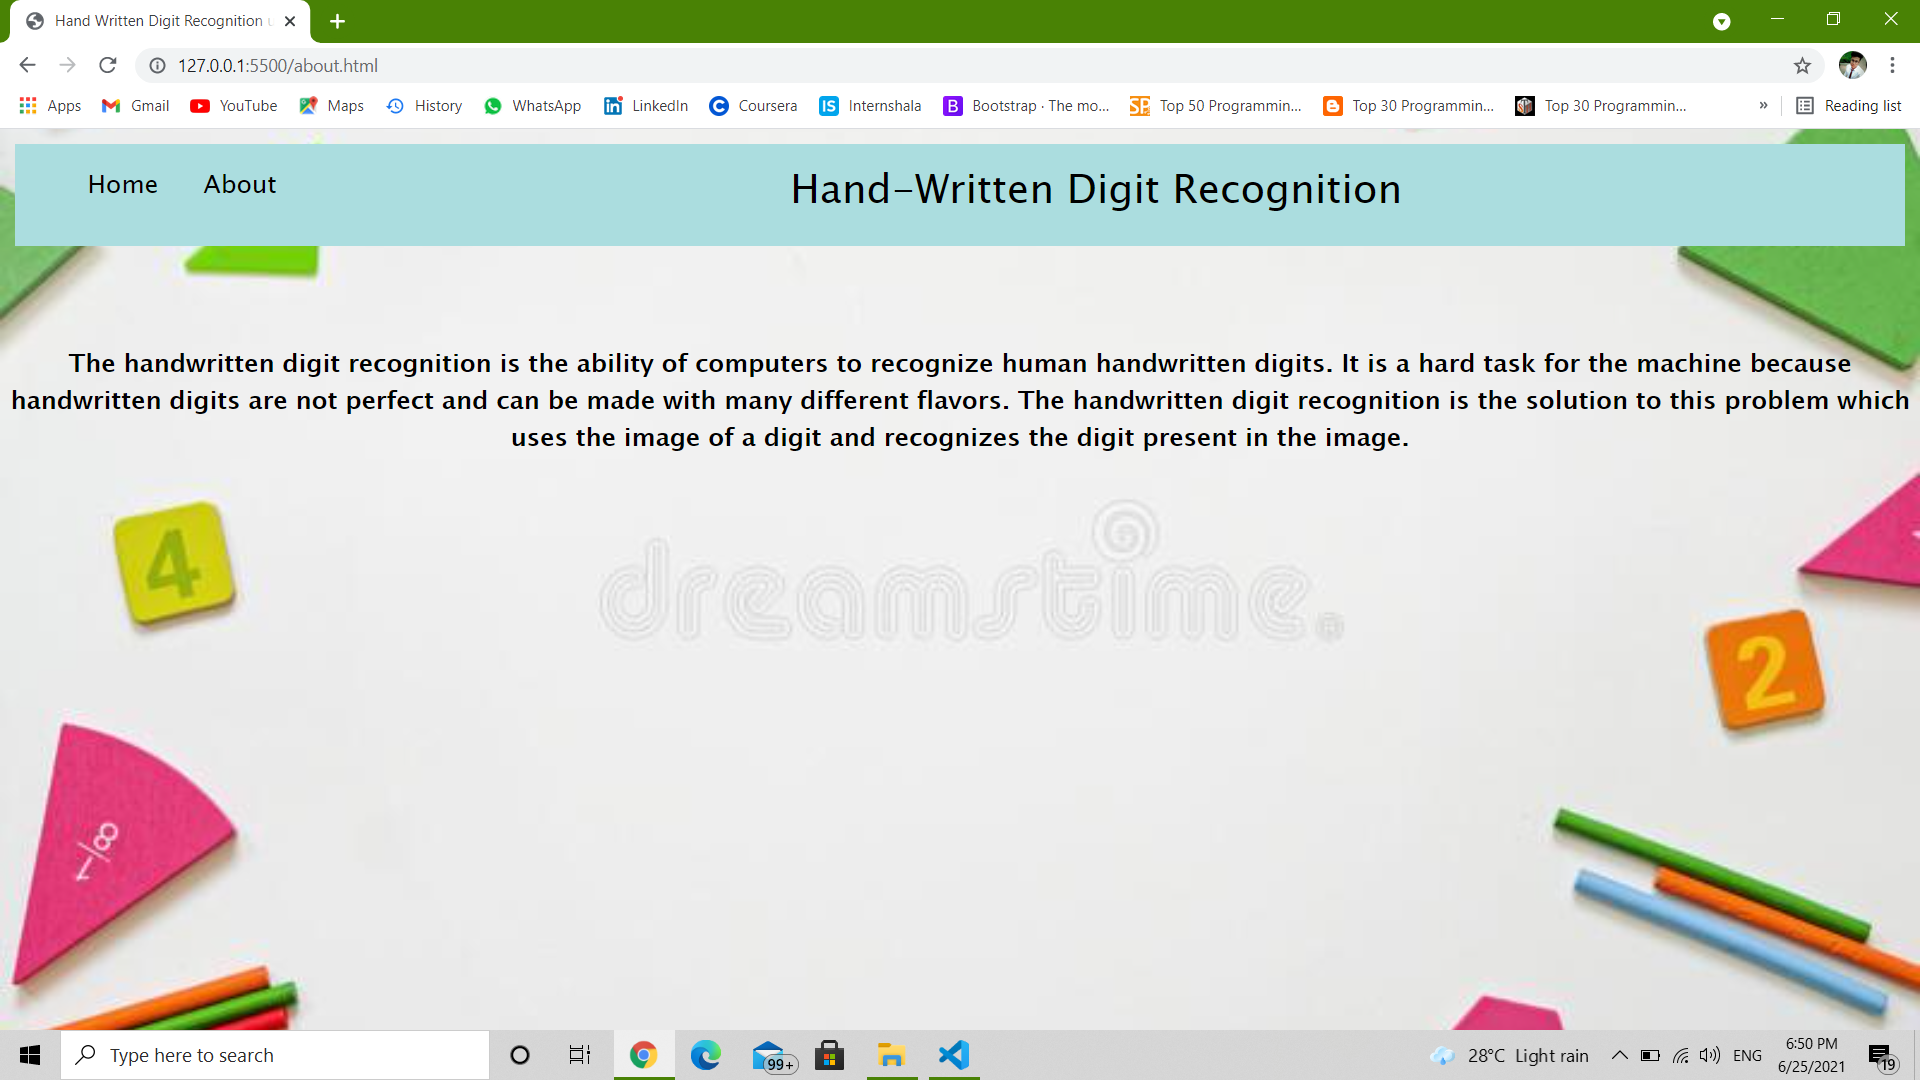 Hand Written Digit Recognition u
127.0.0.1:5500/about.html
Apps Gmail YouTube Maps History WhatsApp LinkedIn Coursera Internshala Bootstrap · The mo... Top 50 Programmin... Top 30 Programmin... Top 30 Programmin... » Reading list
Home About Hand-Written Digit Recognition
The handwritten digit recognition is the ability of computers to recognize human handwritten digits. It is a hard task for the machine because
handwritten digits are not perfect and can be made with many different flavors. The handwritten digit recognition is the solution to this problem which
uses the image of a digit and recognizes the digit present in the image.
4
dreamstime®
2
1/8
Type here to search
99+
28°C Light rain
ENG
6:50 PM
6/25/2021
19